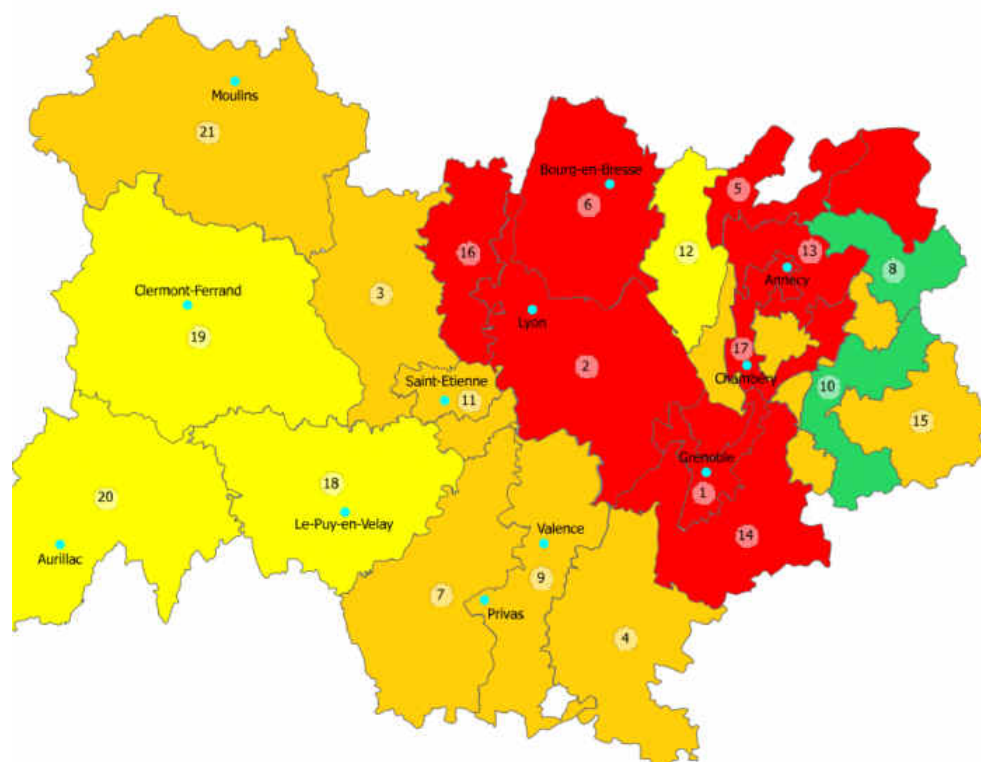 Moulins
21
Bourg-en-Bresse
5
6
16
12
13
8
Annecy
Clermont-Ferrand
3
Lyon
19
17
2
Chambéry
Saint-Etienne
11
10
15
Grenoble
18
1
20
Le-Puy-en-Velay
Valence
14
Aurillac
9
7
Privas
4